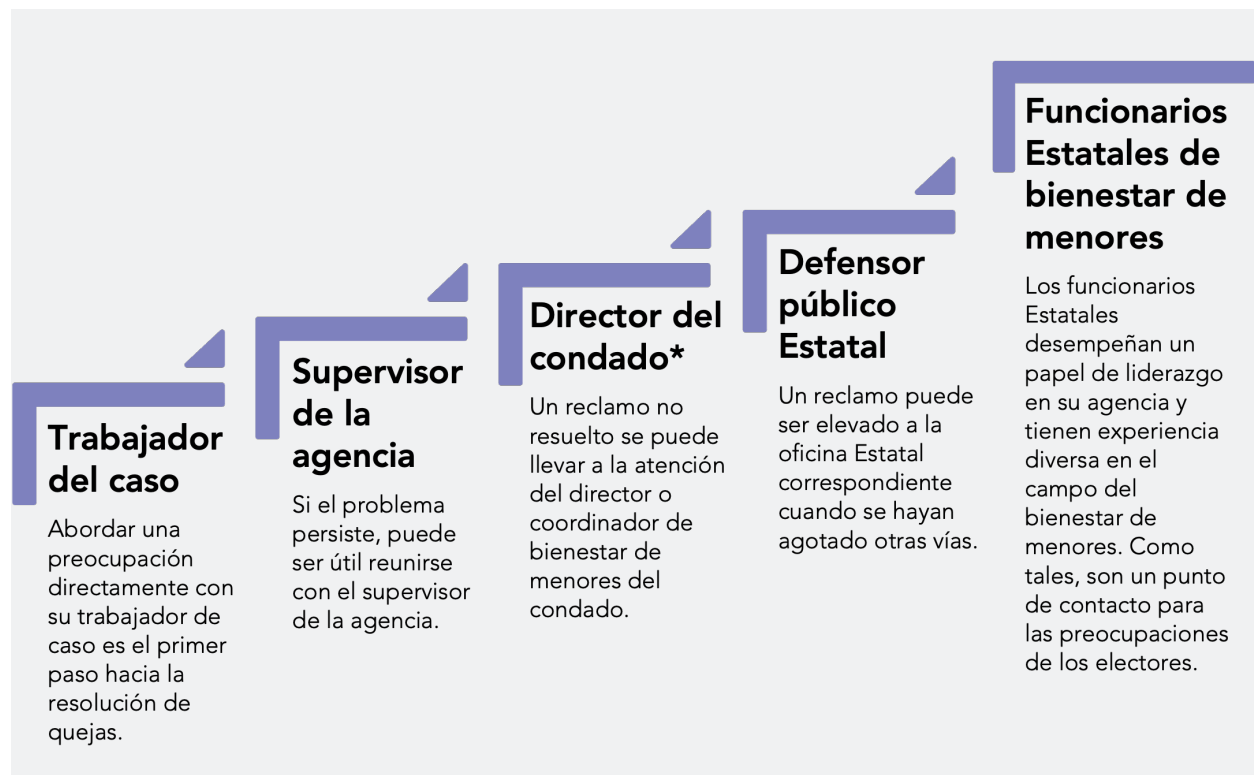 Trabajador
del caso
Abordar una
preocupación
directamente con
su trabajador de
caso es el primer
paso hacia la
resolución de
quejas.
Supervisor
de la
agencia
Si el problema
persiste, puede
ser útil reunirse
con el supervisor
de la agencia.
Director del
condado*
Un reclamo no
resuelto se puede
llevar a la atención
del director o
coordinador de
bienestar de
menores del
condado.
Defensor
público
Estatal
Un reclamo puede
ser elevado a la
oficina Estatal
correspondiente
cuando se hayan
agotado otras vías.
Funcionarios
Estatales de
bienestar de
menores
Los funcionarios
Estatales
desempeñan un
papel de liderazgo
en su agencia y
tienen experiencia
diversa en el
campo del
bienestar de
menores. Como
tales, son un punto
de contacto para
las preocupaciones
de los electores.